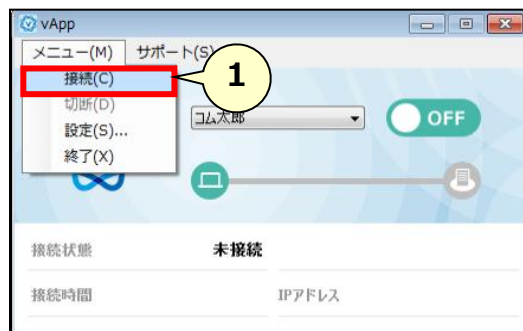 vApp
メニュー(M) サポート(S)
接続(C)
1
切断(D)
コム太郎
OFF
設定(S)...
終了(X)
接続状態 未接続
接続時間 IPアドレス